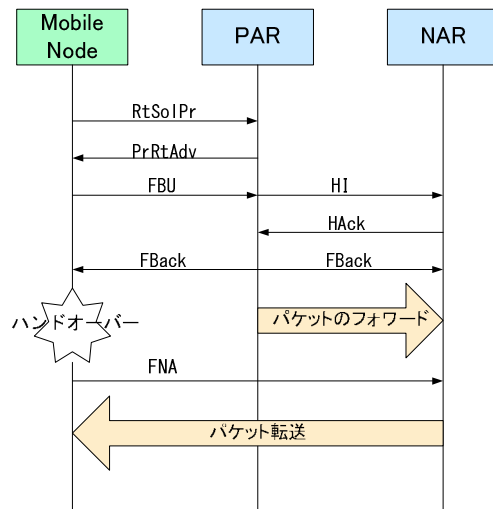 Mobile
Node
PAR
NAR
RtSolPr
PrRtAdv
FBU
HI
HAck
FBack
FBack
ハンドオーバー
パケットのフォワード
FNA
パケット転送